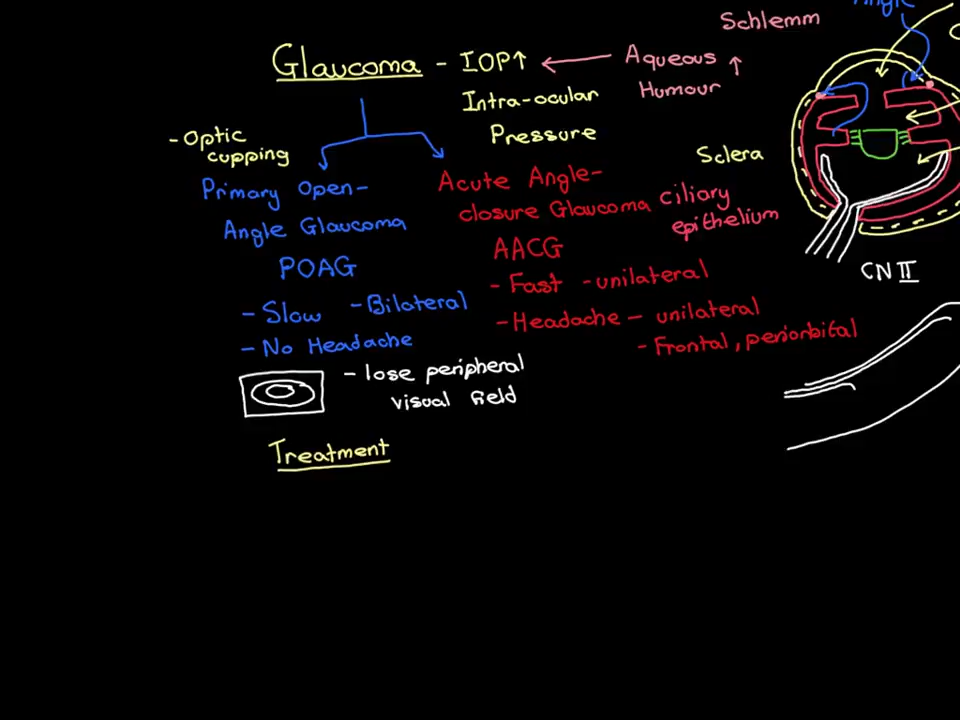 Schlemm
Angle
Glaucoma - IOP↑ ← Aqueous ↑
Humour
Intra-ocular
Pressure
- Optic
cupping
Sclera
Primary Open-
Angle Glaucoma
POAG
- Slow - Bilateral
- No Headache
- lose peripheral
visual field
Acute Angle-
closure Glaucoma
AACG
- Fast - unilateral
- Headache - unilateral
- Frontal, periorbital
ciliary
epithelium
CN II
Treatment